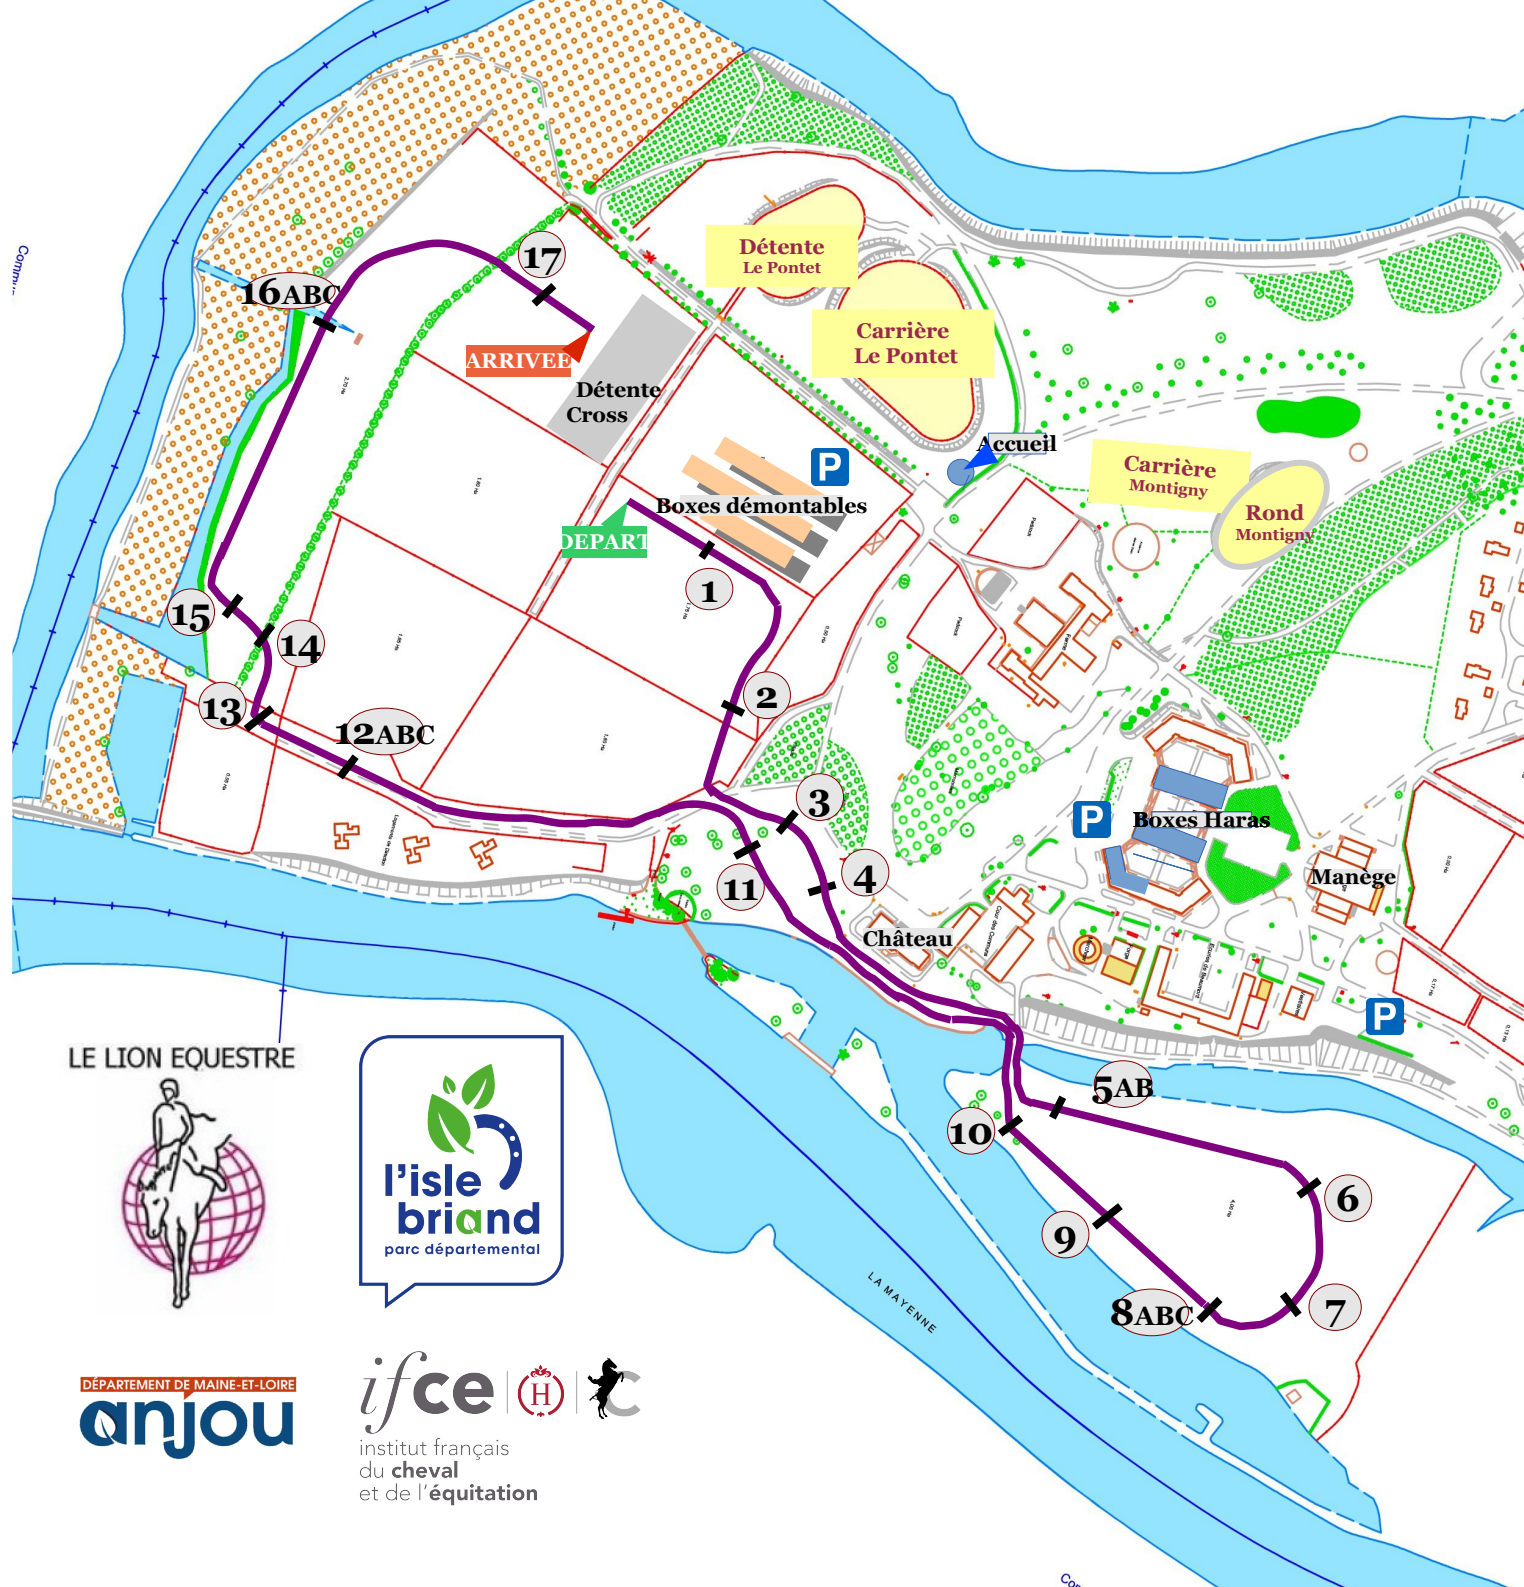 Détente
Le Pontet
17
16ABC
Carrière
Le Pontet
ARRIVEE
Détente
Cross
Accueil
P
Carrière
Montigny
Rond
Montigny
Boxes démontables
DEPART
1
15
14
2
13
12ABC
3
P
Boxes Haras
4
11
Manège
Château
P
LE LION EQUESTRE
5AB
10
l'isle
briand
parc départemental
6
9
8ABC
7
LA MAYENNE
DÉPARTEMENT DE MAINE-ET-LOIRE
anjou
ifce
H
institut français
du cheval
et de l'équitation